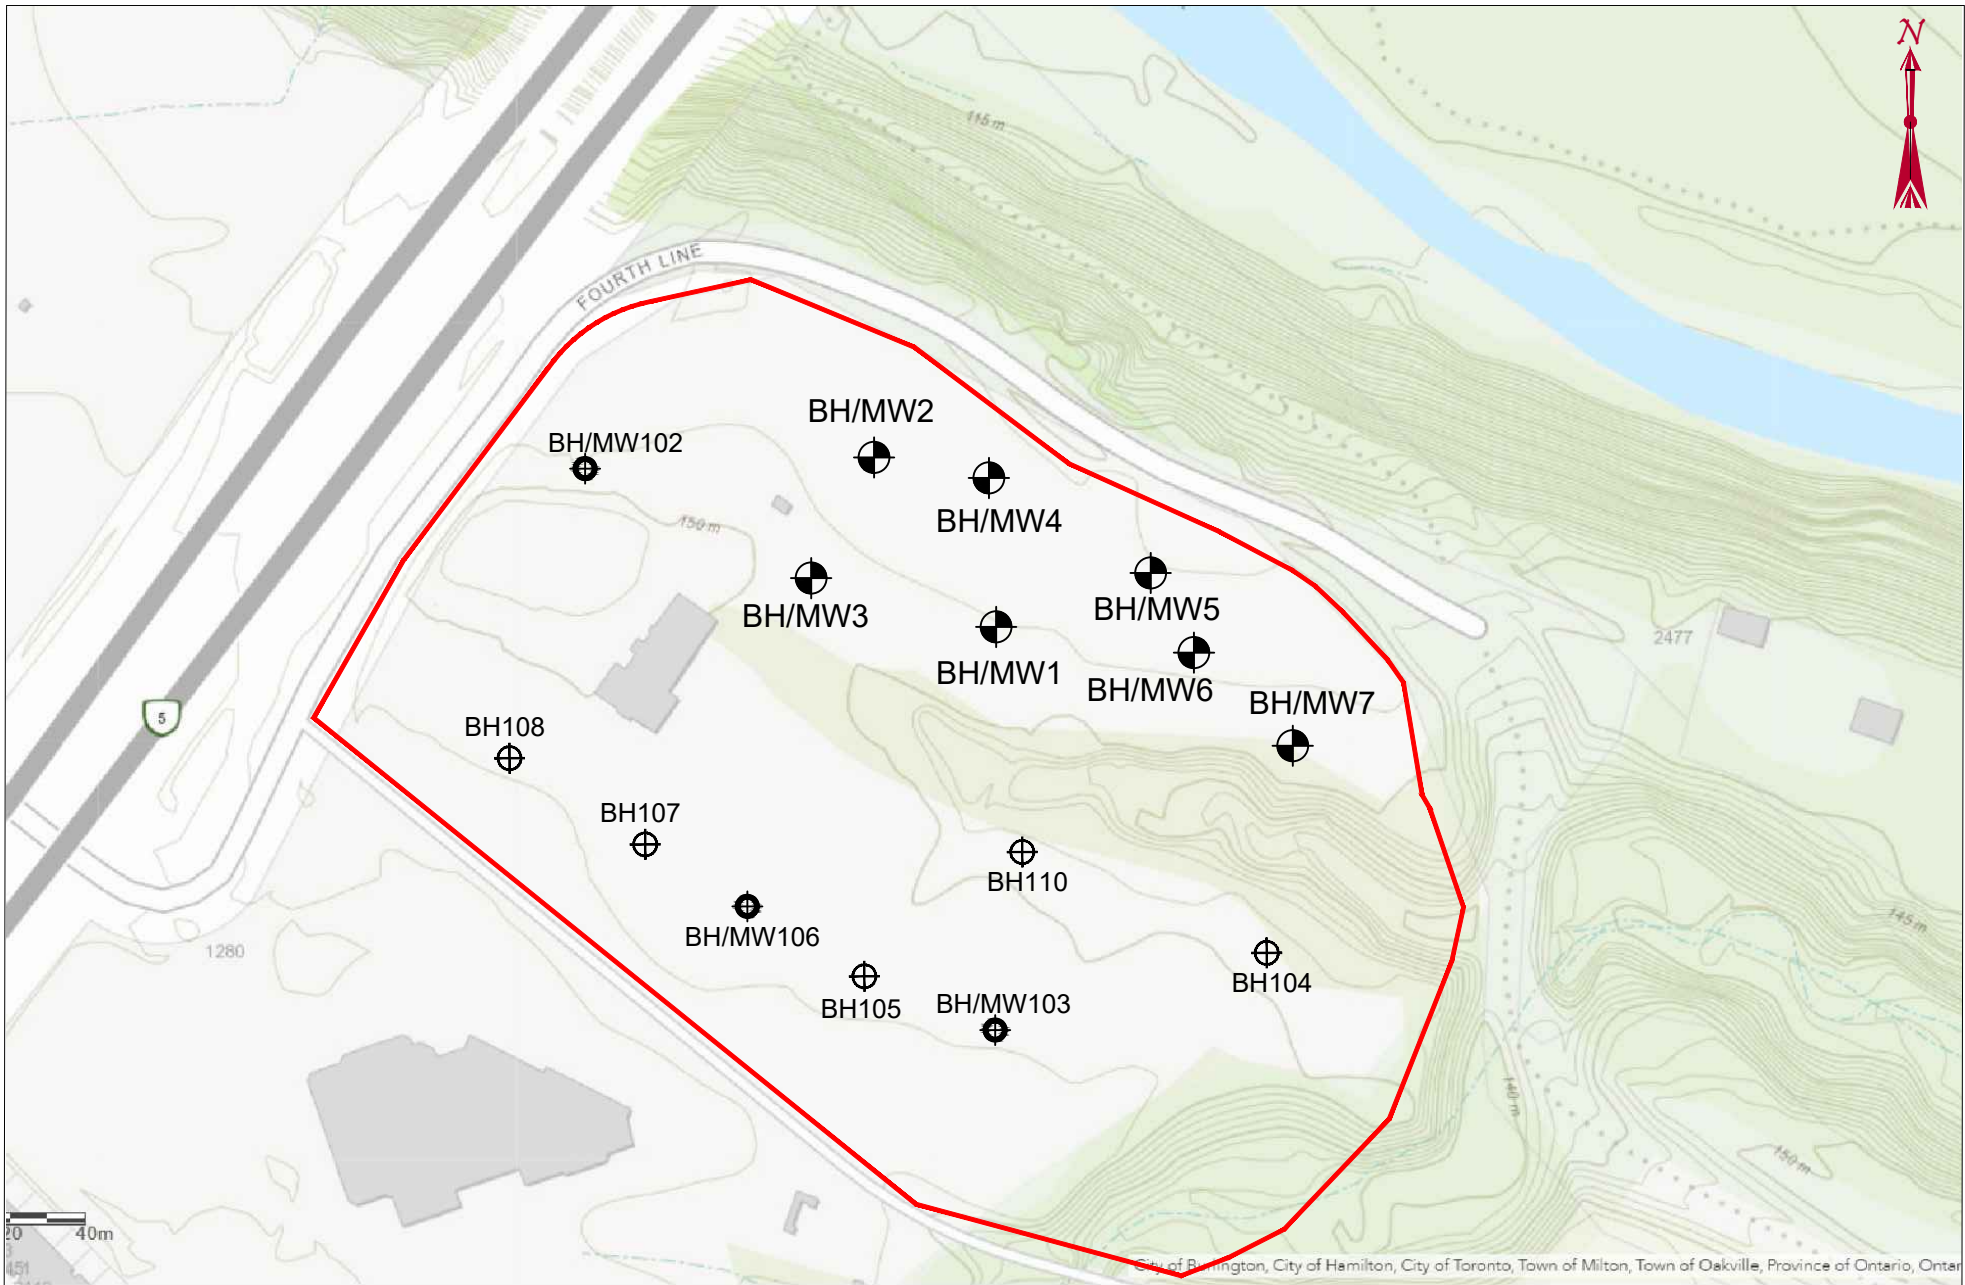 N
115 m
FOURTH LINE
BH/MW2
BH/MW102
BH/MW4
150 m
BH/MW3
BH/MW5
BH/MW1
BH/MW6
BH/MW7
2477
5
BH108
BH107
BH110
BH/MW106
1280
145 m
BH104
BH105
BH/MW103
140 m
150 m
20
40m
City of Burlington, City of Hamilton, City of Toronto, Town of Milton, Town of Oakville, Province of Ontario, Ontar